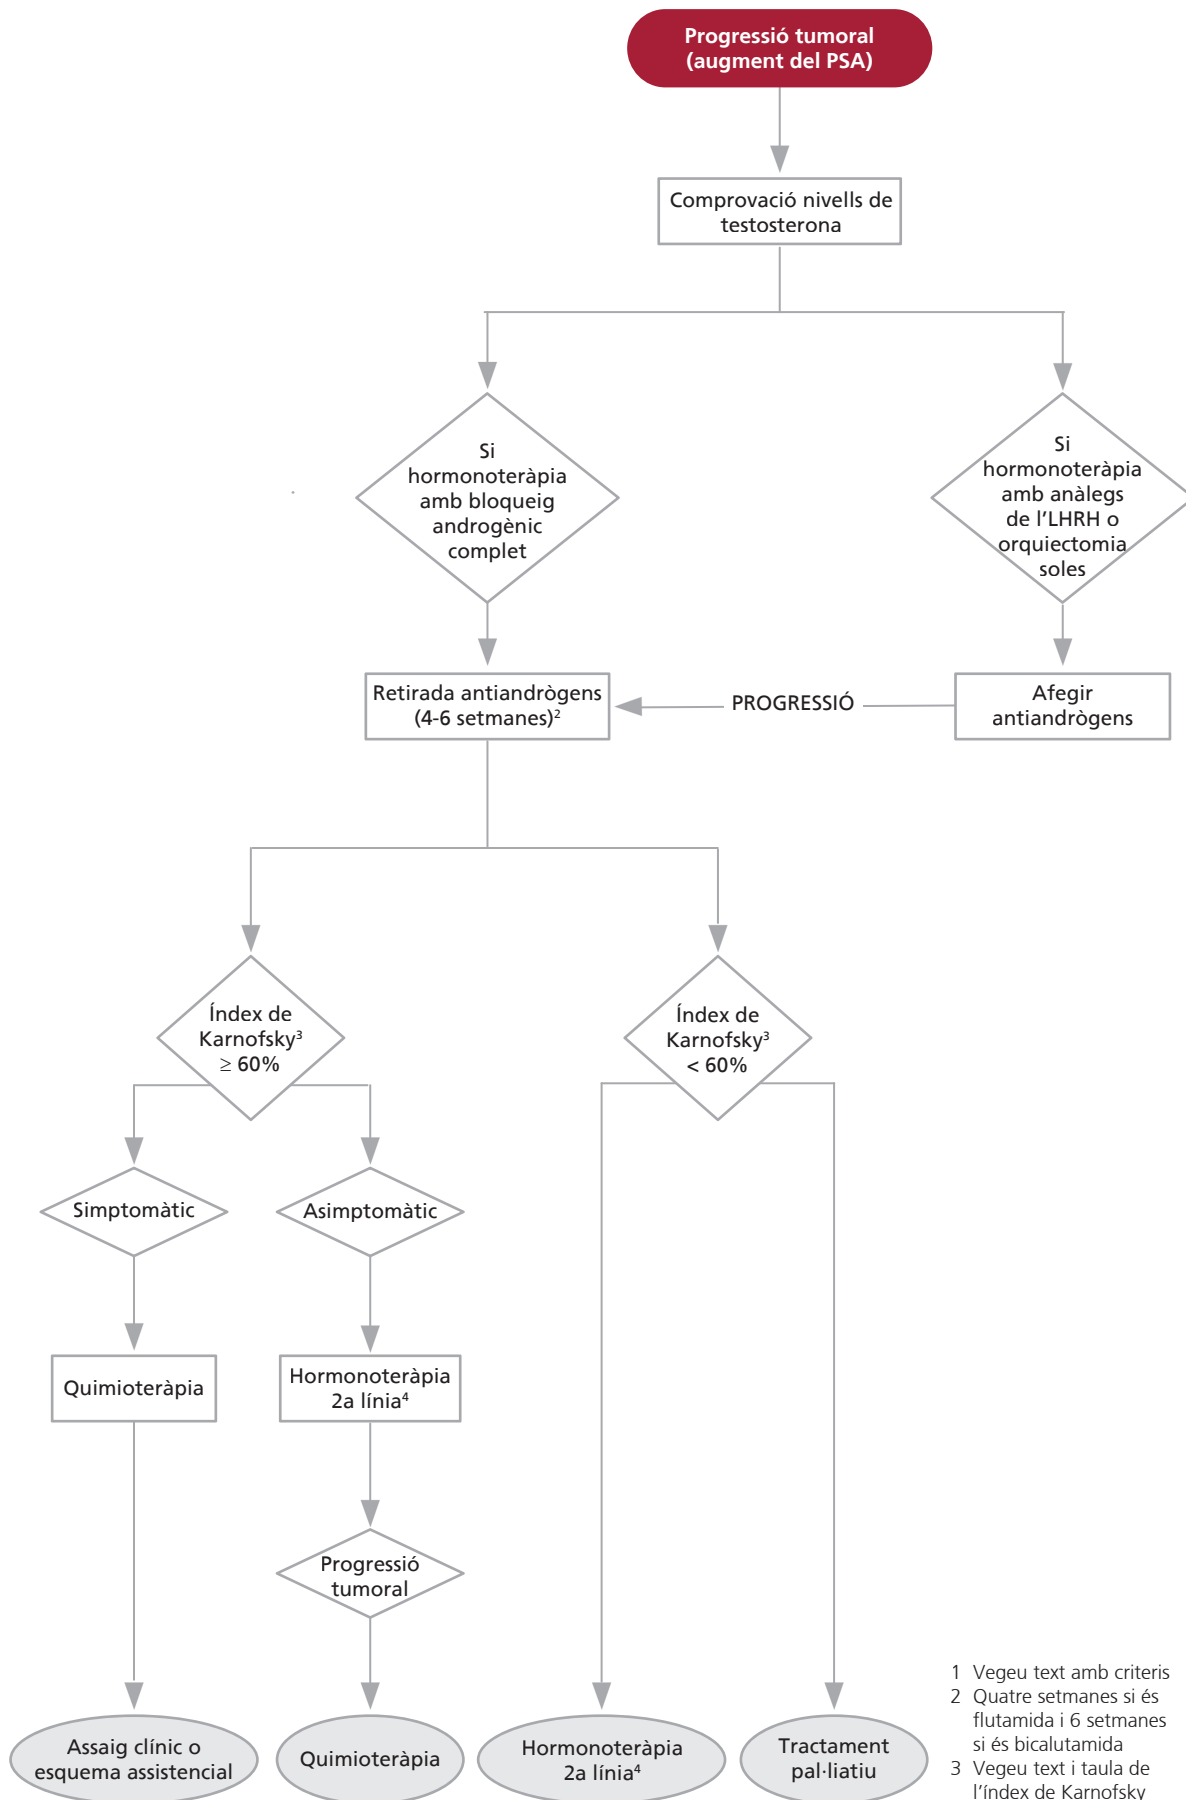 Progressió tumoral
(augment del PSA)
Comprovació nivells de
testosterona
Si
hormonoteràpia
amb bloqueig
androgènic
complet
Si
hormonoteràpia
amb anàlegs
de l'LHRH o
orquiectomia
soles
Retirada antiandrògens
(4-6 setmanes)²
PROGRESSIÓ
Afegir
antiandrògens
Índex de
Karnofsky³
≥ 60%
Índex de
Karnofsky³
< 60%
Simptomàtic
Asimptomàtic
Quimioteràpia
Hormonoteràpia
2a línia⁴
Progressió
tumoral
Assaig clínic o
esquema assistencial
Quimioteràpia
Hormonoteràpia
2a línia⁴
Tractament
pal·liatiu
1 Vegeu text amb criteris
2 Quatre setmanes si és
flutamida i 6 setmanes
si és bicalutamida
3 Vegeu text i taula de
l'índex de Karnofsky